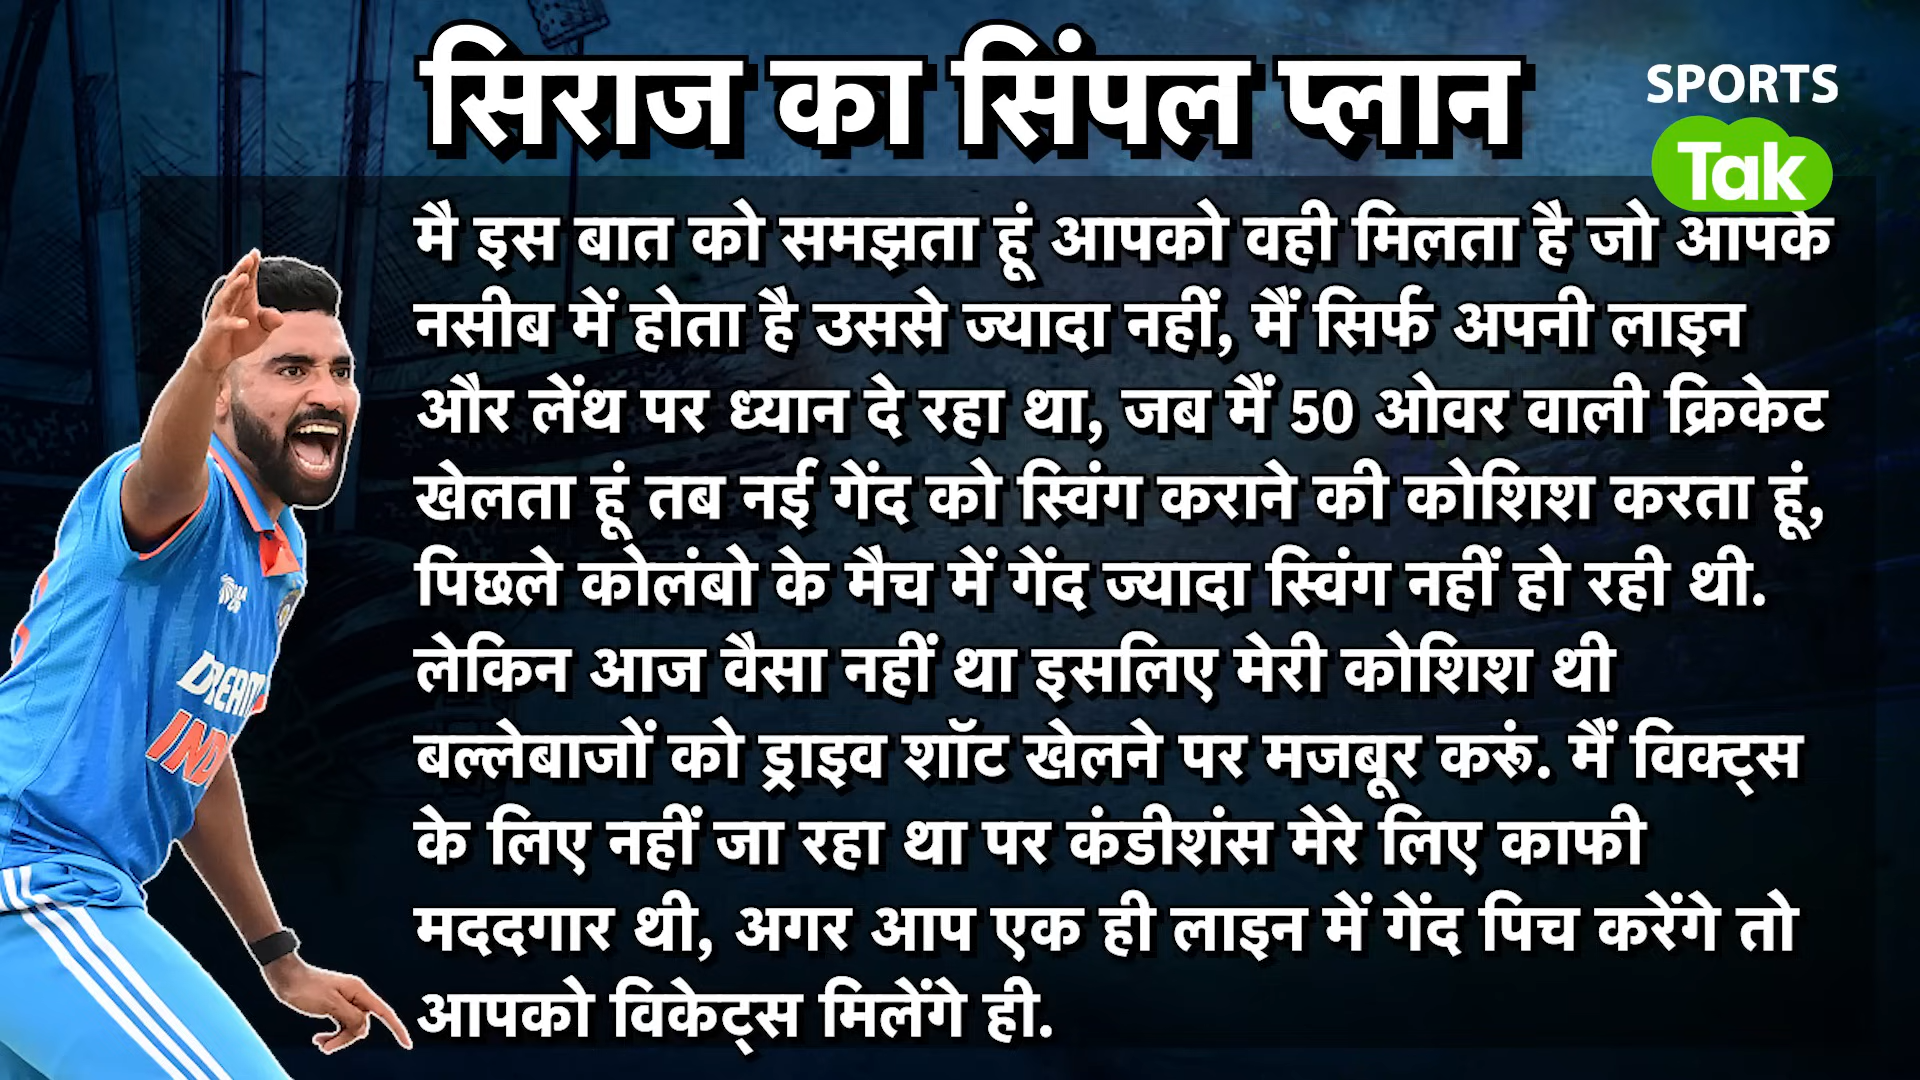 सिराज का सिंपल प्लान
SPORTS
Tak
मै इस बात को समझता हूं आपको वही मिलता है जो आपके
नसीब में होता है उससे ज्यादा नहीं, मैं सिर्फ अपनी लाइन
और लेंथ पर ध्यान दे रहा था, जब मैं 50 ओवर वाली क्रिकेट
खेलता हूं तब नई गेंद को स्विंग कराने की कोशिश करता हूं,
पिछले कोलंबो के मैच में गेंद ज्यादा स्विंग नहीं हो रही थी.
लेकिन आज वैसा नहीं था इसलिए मेरी कोशिश थी
बल्लेबाजों को ड्राइव शॉट खेलने पर मजबूर करूं. मैं विक्ट्स
के लिए नहीं जा रहा था पर कंडीशंस मेरे लिए काफी
मददगार थी, अगर आप एक ही लाइन में गेंद पिच करेंगे तो
आपको विकेट्स मिलेंगे ही.
DREAM
IND